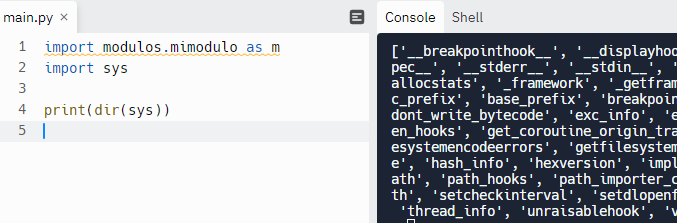 main.py ×
1 import modulos.mimodulo as m
2 import sys
3
4 print(dir(sys))
5
Console Shell
['__breakpointhook__', '__displayhoo
pec__', '__stderr__', '__stdin__', '
allocstats', '_framework', '_getfram
c_prefix', 'base_prefix', 'breakpoin
dont_write_bytecode', 'exc_info', 'e
en_hooks', 'get_coroutine_origin_tra
esystemencodeerrors', 'getfilesystem
e', 'hash_info', 'hexversion', 'impl
ath', 'path_hooks', 'path_importer_c
th', 'setcheckinterval', 'setdlopenf
'thread_info', 'unraisablehook', 'v